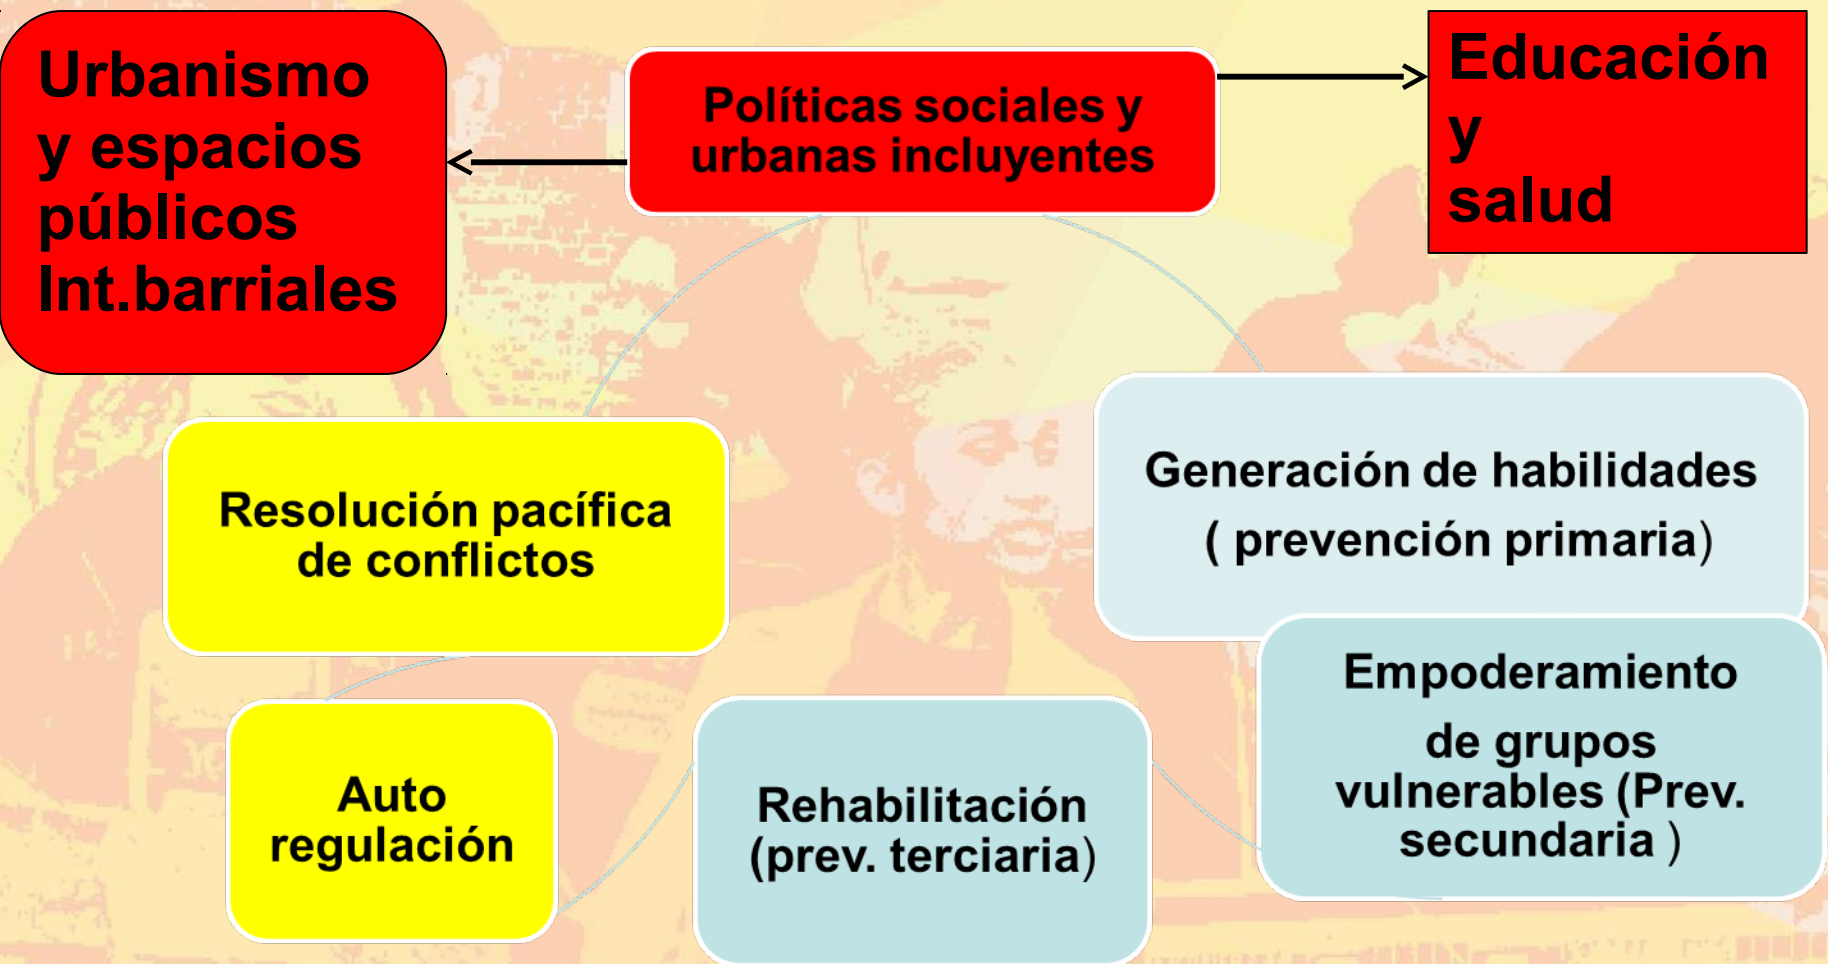 Urbanismo
y espacios
públicos
Int.barriales
Políticas sociales y
urbanas incluyentes
Educación
y
salud
Resolución pacífica
de conflictos
Generación de habilidades
( prevención primaria)
Empoderamiento
de grupos
vulnerables (Prev.
secundaria )
Auto
regulación
Rehabilitación
(prev. terciaria)